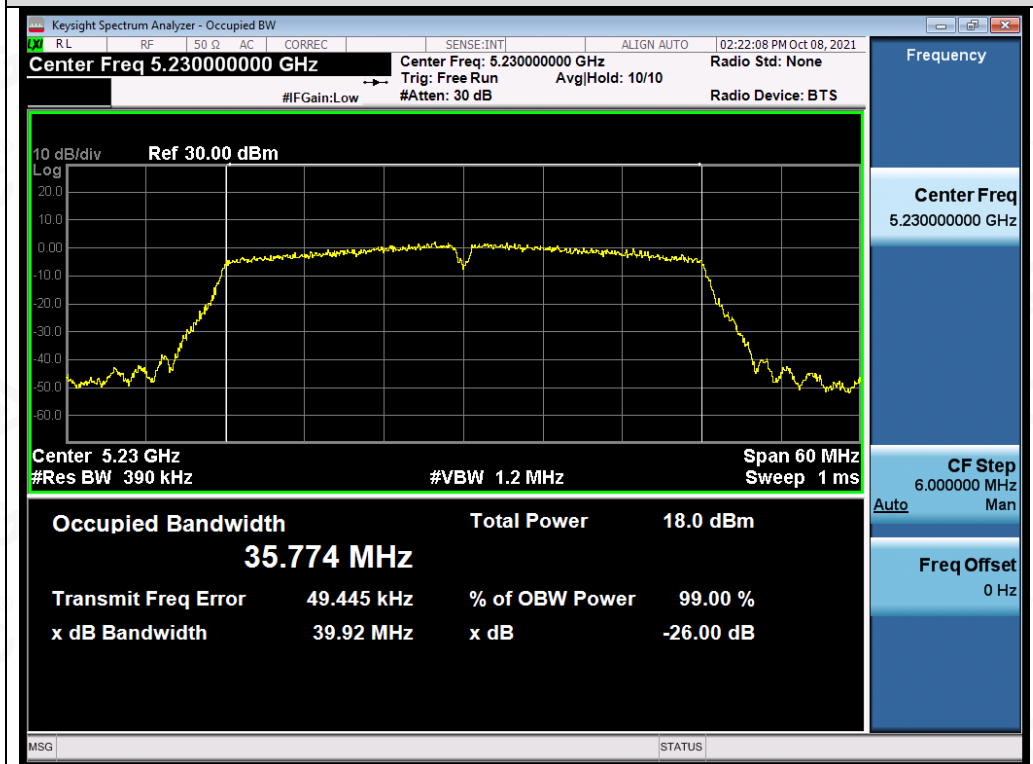 Keysight Spectrum Analyzer - Occupied BW
LXI RL RF 50 Ω AC CORREC SENSE:INT ALIGN AUTO 02:22:08 PM Oct 08, 2021
Center Freq 5.230000000 GHz
Center Freq: 5.230000000 GHz Radio Std: None
Trig: Free Run Avg|Hold: 10/10
#IFGain:Low #Atten: 30 dB Radio Device: BTS
10 dB/div Ref 30.00 dBm
Log
20.0
10.0
0.00
-10.0
-20.0
-30.0
-40.0
-50.0
-60.0
Center 5.23 GHz Span 60 MHz
#Res BW 390 kHz #VBW 1.2 MHz Sweep 1 ms
Occupied Bandwidth Total Power 18.0 dBm
35.774 MHz
Transmit Freq Error 49.445 kHz % of OBW Power 99.00 %
x dB Bandwidth 39.92 MHz x dB -26.00 dB
MSG STATUS
Frequency
Center Freq
5.230000000 GHz
CF Step
6.000000 MHz
Auto Man
Freq Offset
0 Hz